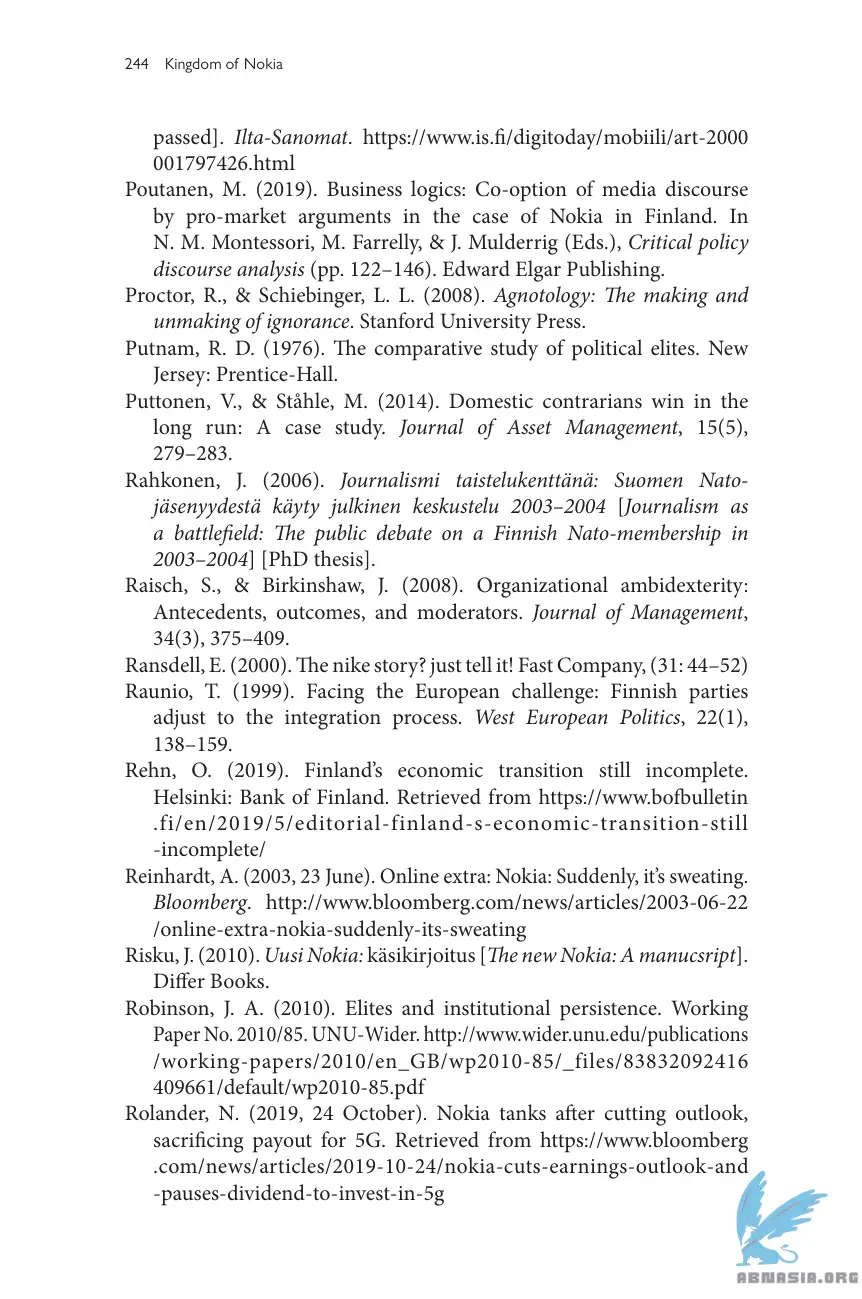 244 Kingdom of Nokia
passed]. Ilta-Sanomat. https://www.is.fi/digitoday/mobiili/art-2000
001797426.html
Poutanen, M. (2019). Business logics: Co-option of media discourse
by pro-market arguments in the case of Nokia in Finland. In
N. M. Montessori, M. Farrelly, & J. Mulderrig (Eds.), Critical policy
discourse analysis (pp. 122–146). Edward Elgar Publishing.
Proctor, R., & Schiebinger, L. L. (2008). Agnotology: The making and
unmaking of ignorance. Stanford University Press.
Putnam, R. D. (1976). The comparative study of political elites. New
Jersey: Prentice-Hall.
Puttonen, V., & Ståhle, M. (2014). Domestic contrarians win in the
long run: A case study. Journal of Asset Management, 15(5),
279–283.
Rahkonen, J. (2006). Journalismi taistelukenttänä: Suomen Nato-
jäsenyydestä käyty julkinen keskustelu 2003–2004 [Journalism as
a battlefield: The public debate on a Finnish Nato-membership in
2003–2004] [PhD thesis].
Raisch, S., & Birkinshaw, J. (2008). Organizational ambidexterity:
Antecedents, outcomes, and moderators. Journal of Management,
34(3), 375–409.
Ransdell, E. (2000). The nike story? just tell it! Fast Company, (31: 44–52)
Raunio, T. (1999). Facing the European challenge: Finnish parties
adjust to the integration process. West European Politics, 22(1),
138–159.
Rehn, O. (2019). Finland’s economic transition still incomplete.
Helsinki: Bank of Finland. Retrieved from https://www.bofbulletin
.fi/en/2019/5/editorial-finland-s-economic-transition-still
-incomplete/
Reinhardt, A. (2003, 23 June). Online extra: Nokia: Suddenly, it’s sweating.
Bloomberg. http://www.bloomberg.com/news/articles/2003-06-22
/online-extra-nokia-suddenly-its-sweating
Risku, J. (2010). Uusi Nokia: käsikirjoitus [The new Nokia: A manucsript].
Differ Books.
Robinson, J. A. (2010). Elites and institutional persistence. Working
Paper No. 2010/85. UNU-Wider. http://www.wider.unu.edu/publications
/working-papers/2010/en_GB/wp2010-85/_files/83832092416
409661/default/wp2010-85.pdf
Rolander, N. (2019, 24 October). Nokia tanks after cutting outlook,
sacrificing payout for 5G. Retrieved from https://www.bloomberg
.com/news/articles/2019-10-24/nokia-cuts-earnings-outlook-and
-pauses-dividend-to-invest-in-5g
ABNASIA.ORG